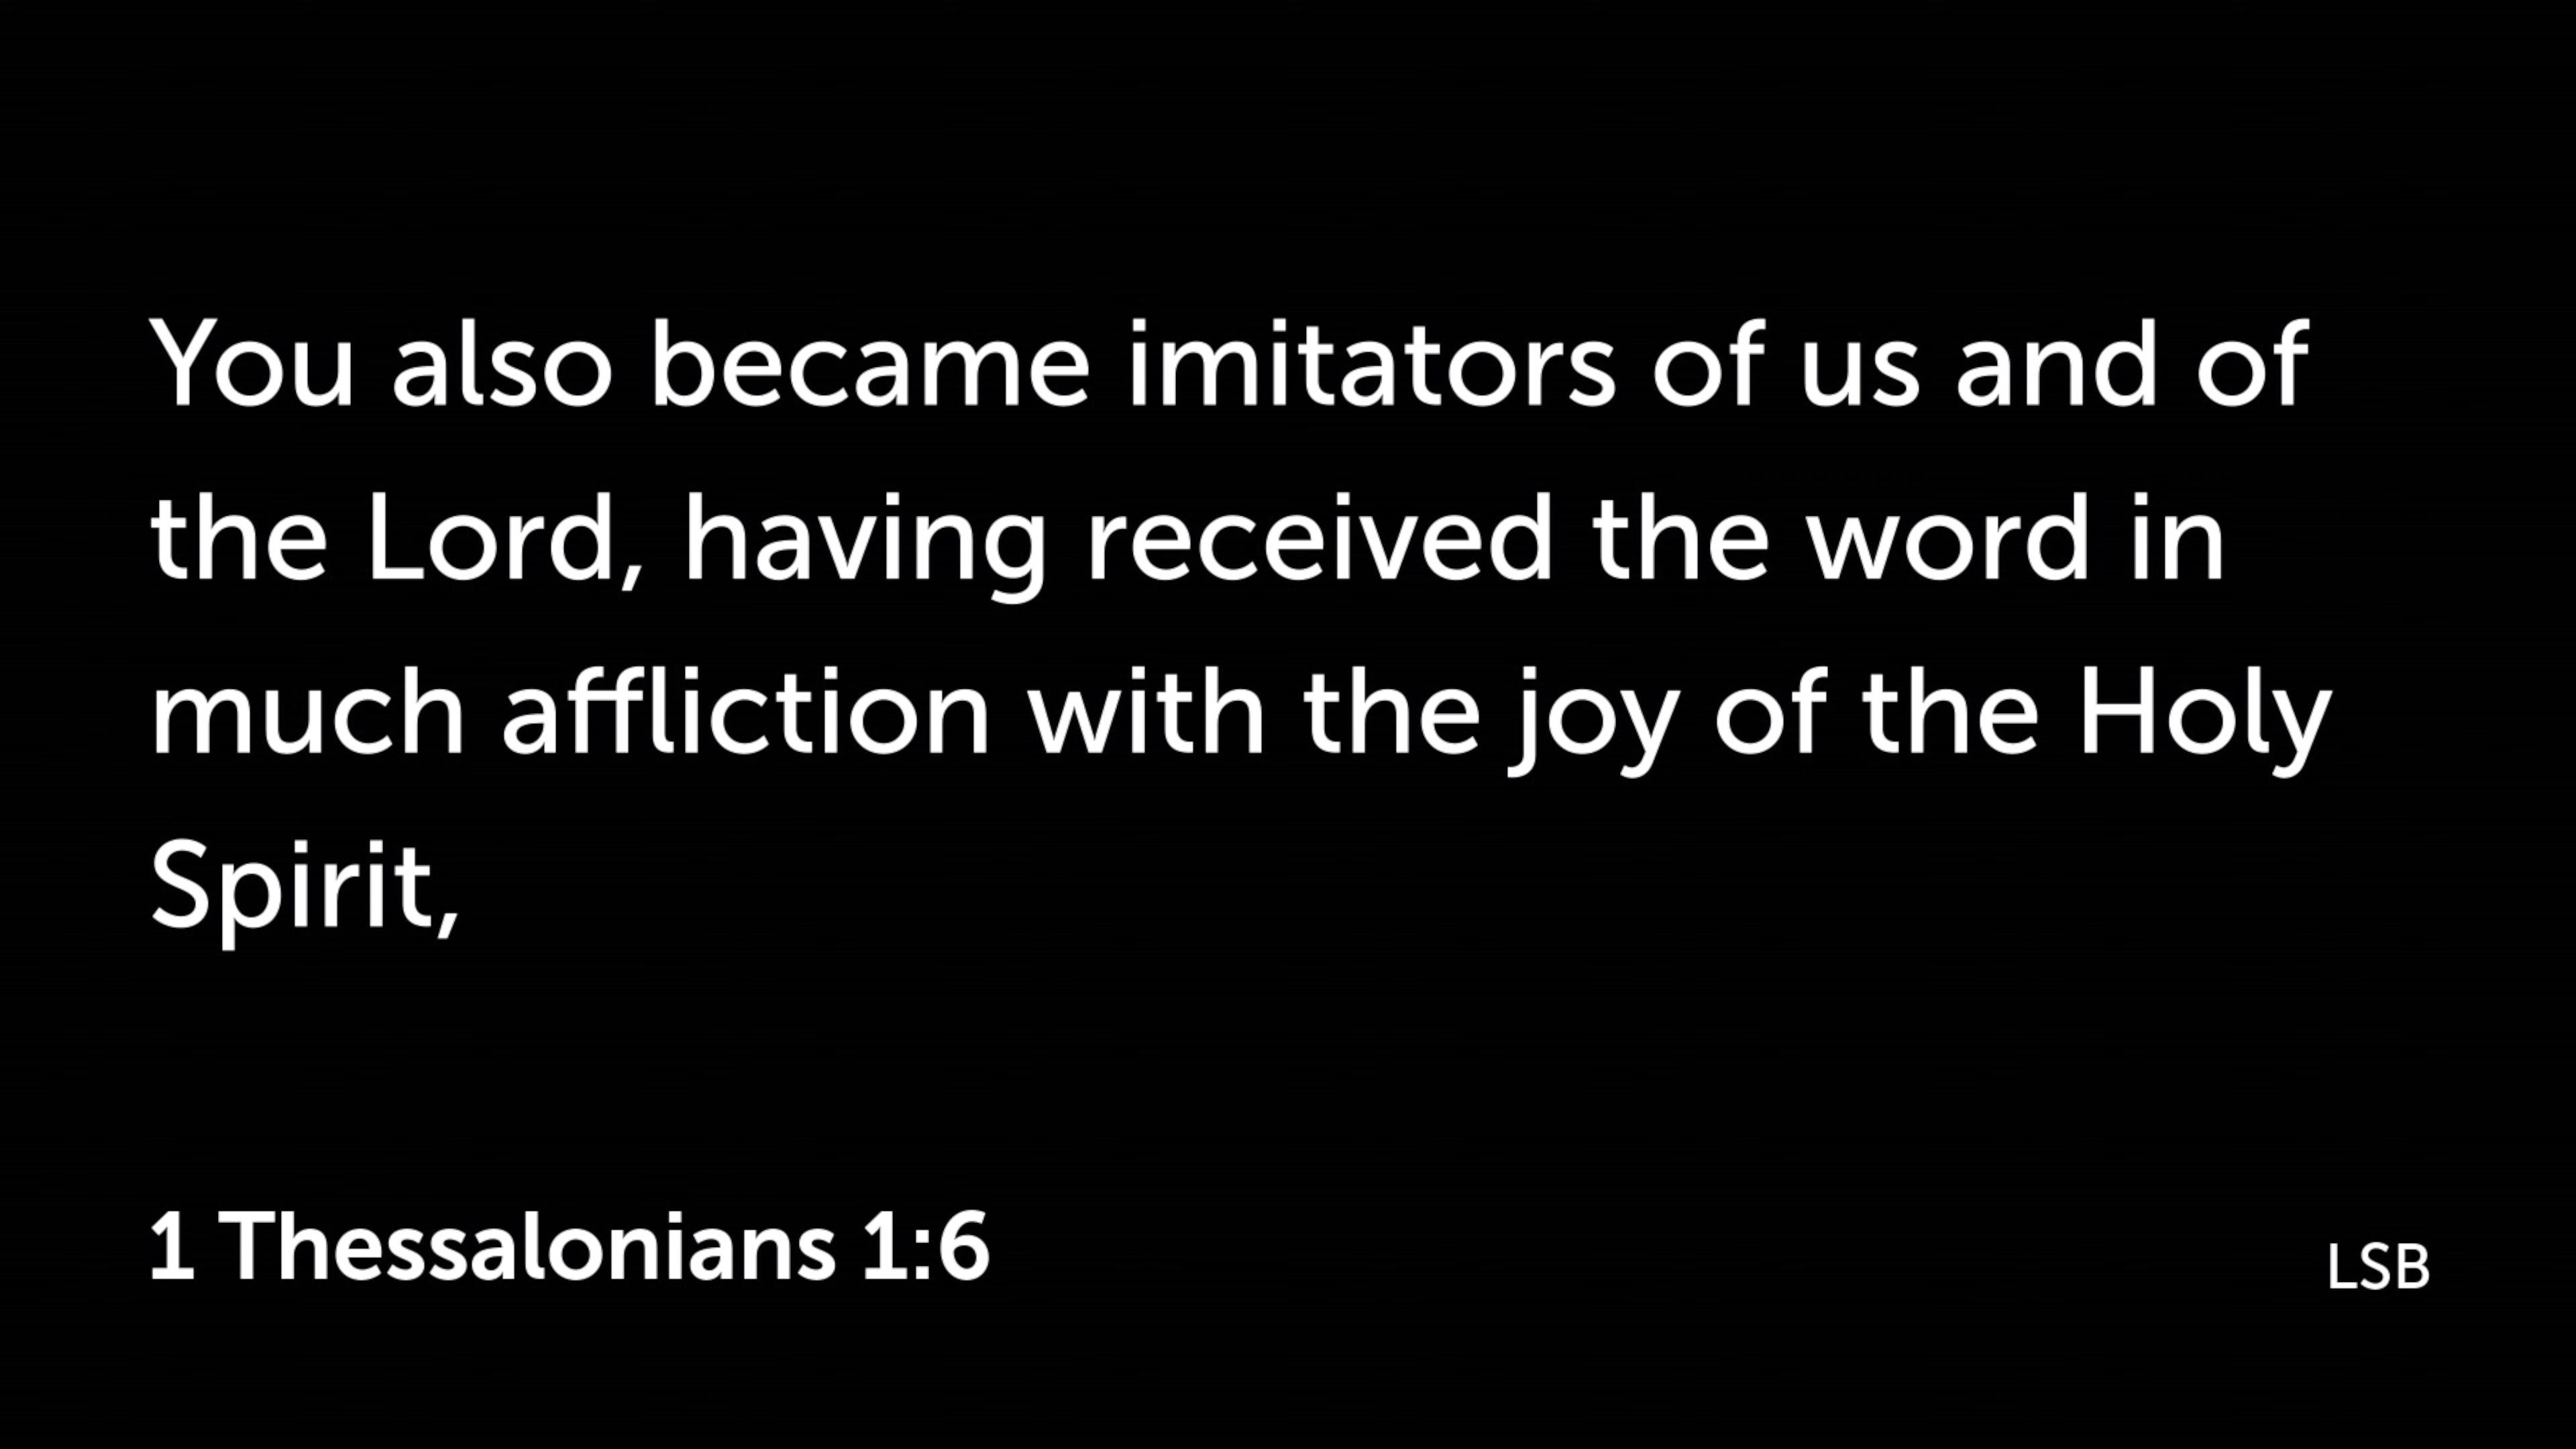 You also became imitators of us and of
the Lord, having received the word in
much affliction with the joy of the Holy
Spirit,
1 Thessalonians 1:6
LSB